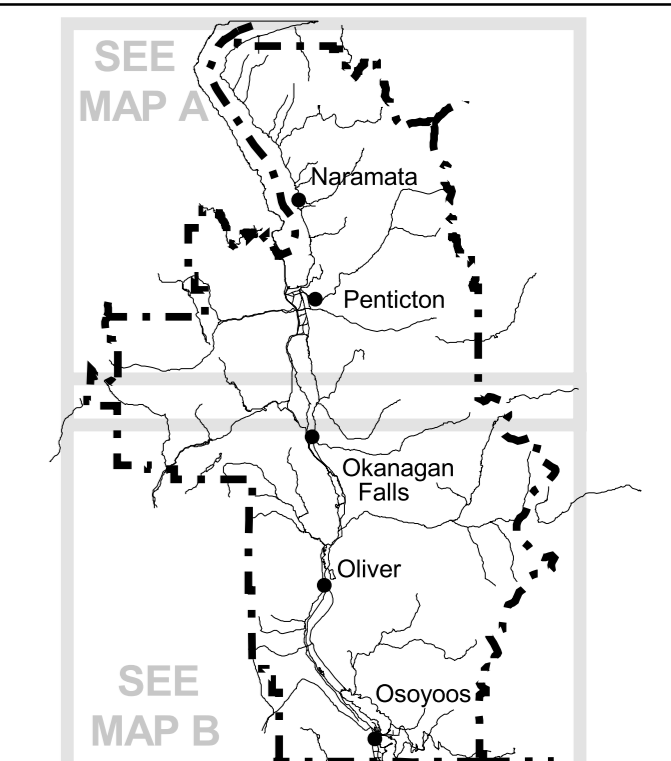 SEE
MAP A
Naramata
Penticton
Okanagan
Falls
Oliver
SEE
MAP B
Osoyoos